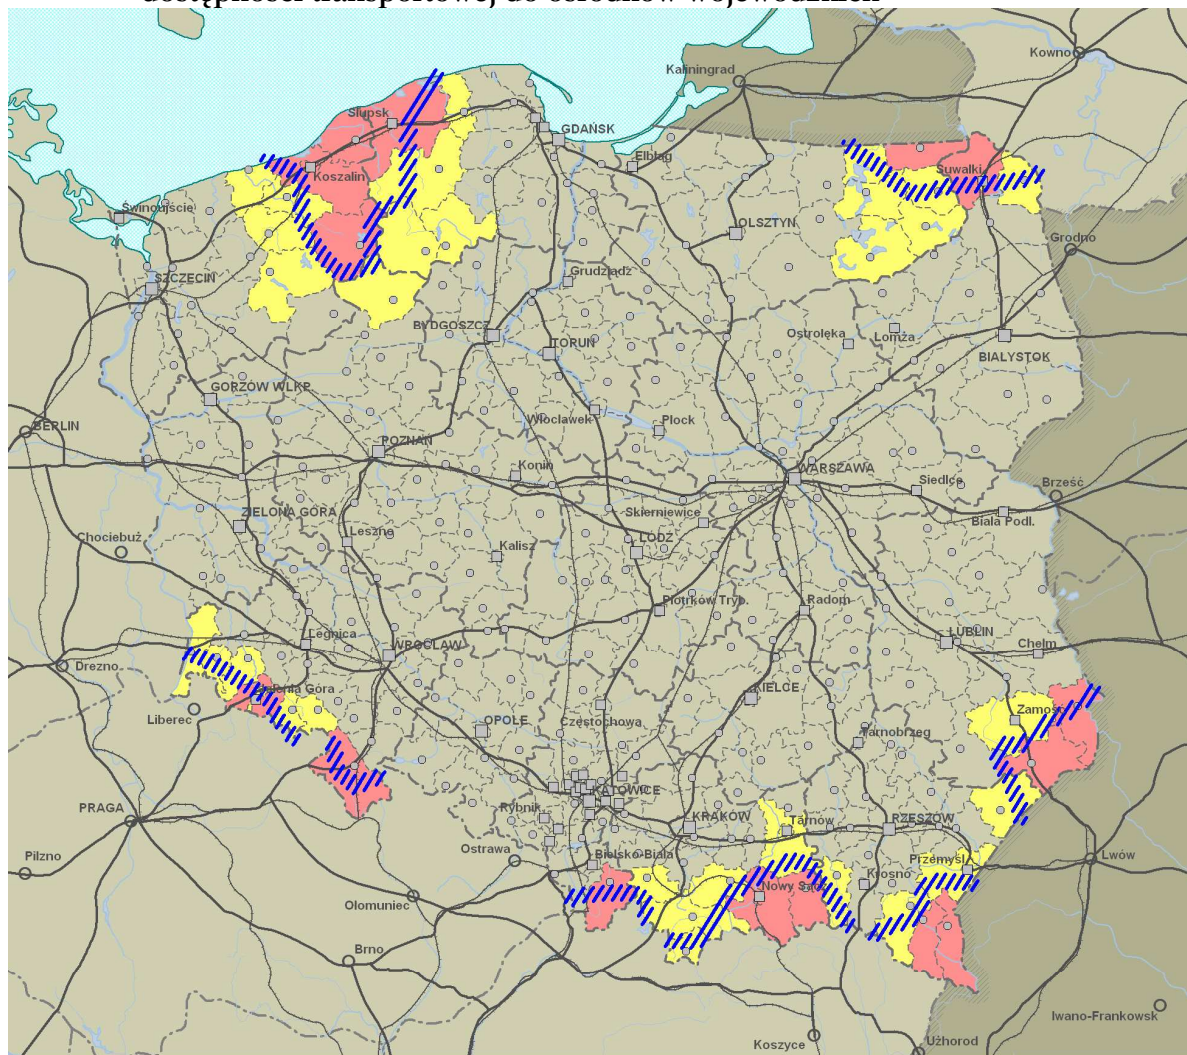 dostępności transportowej do ośrodków wojewódzkich
Kowno
Kaliningrad
Słupsk
GDAŃSK
Elbląg
Suwałki
Koszalin
Świnoujście
OLSZTYN
Grodno
SZCZECIN
Grudziądz
BYDGOSZCZ
TORUŃ
Ostrołęka
Łomża
BIAŁYSTOK
GORZÓW WLKP.
Włocławek
Płock
BERLIN
POZNAŃ
Konin
WARSZAWA
Siedlce
Brześć
Skierniewice
Biała Podl.
ZIELONA GÓRA
Leszno
Chociebuż
Kalisz
ŁÓDŹ
Piotrków Tryb.
Radom
Legnica
WROCŁAW
LUBLIN
Chełm
Drezno
Jelenia Góra
Liberec
KIELCE
OPOLE
Częstochowa
Zamość
Tarnobrzeg
PRAGA
KATOWICE
Rybnik
KRAKÓW
Tarnów
RZESZÓW
Ostrawa
Bielsko-Biała
Przemyśl
Lwów
Pilzno
Nowy Sącz
Krosno
Ołomuniec
Brno
Iwano-Frankowsk
Koszyce
Użhorod